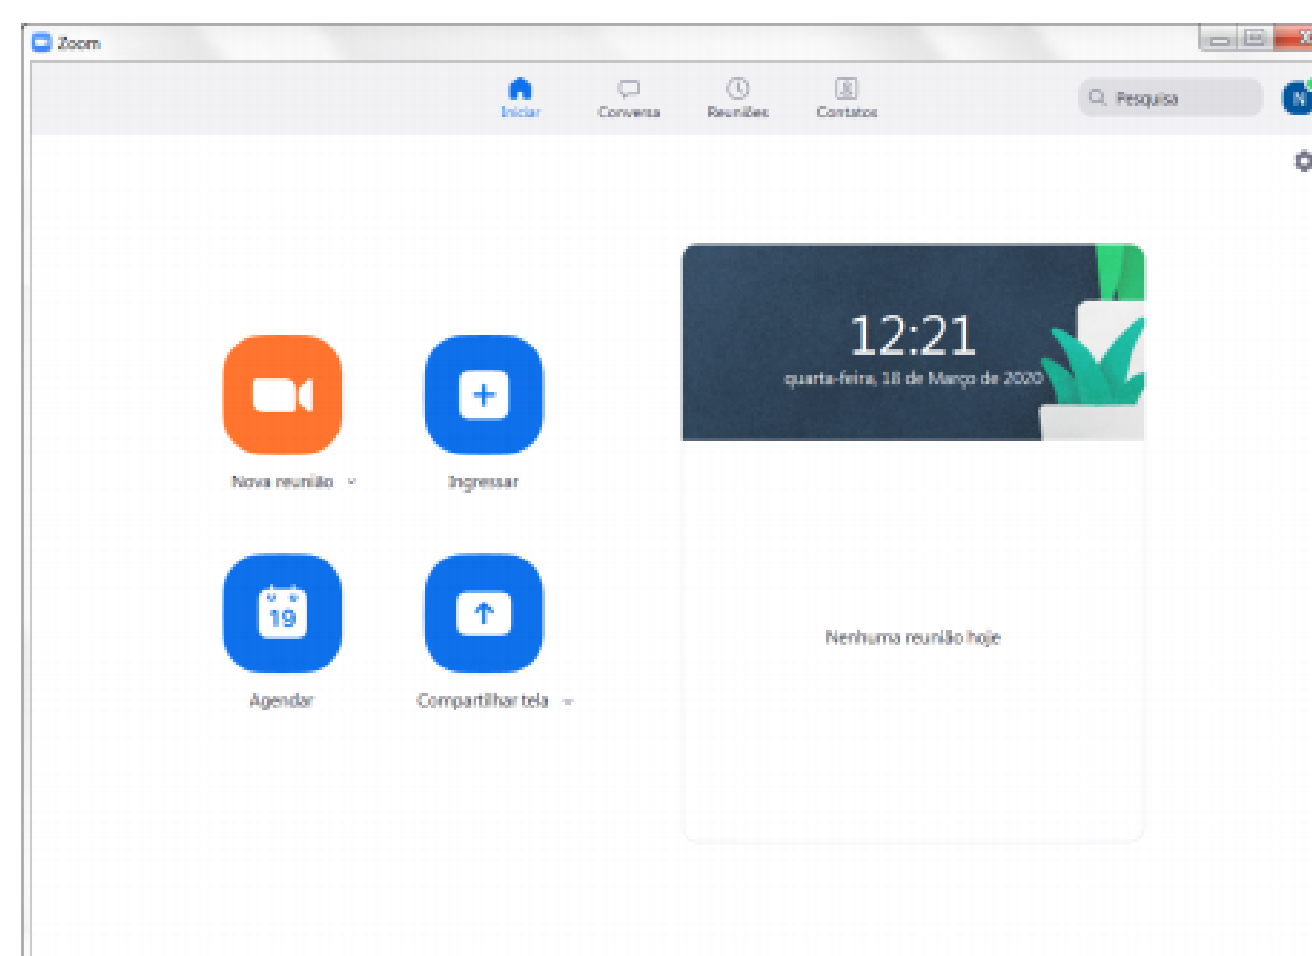 Zoom
Iniciar
Conversa
Reuniões
Contatos
Pesquisa
N
12:21
quarta-feira, 18 de Março de 2020
Nova reunião
Ingressar
19
Agendar
Compartilhar tela
Nenhuma reunião hoje